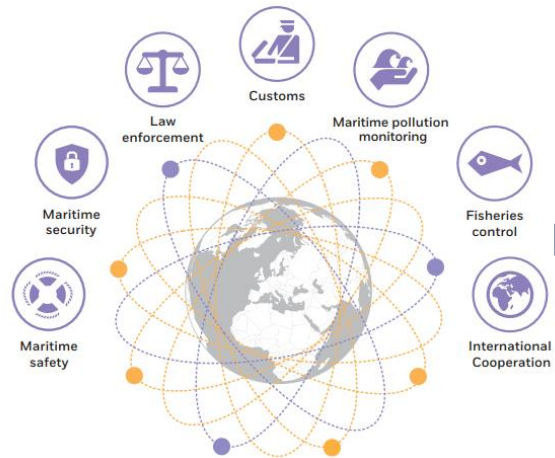 Customs
Law
enforcement
Maritime pollution
monitoring
Maritime
security
Fisheries
control
Maritime
safety
International
Cooperation